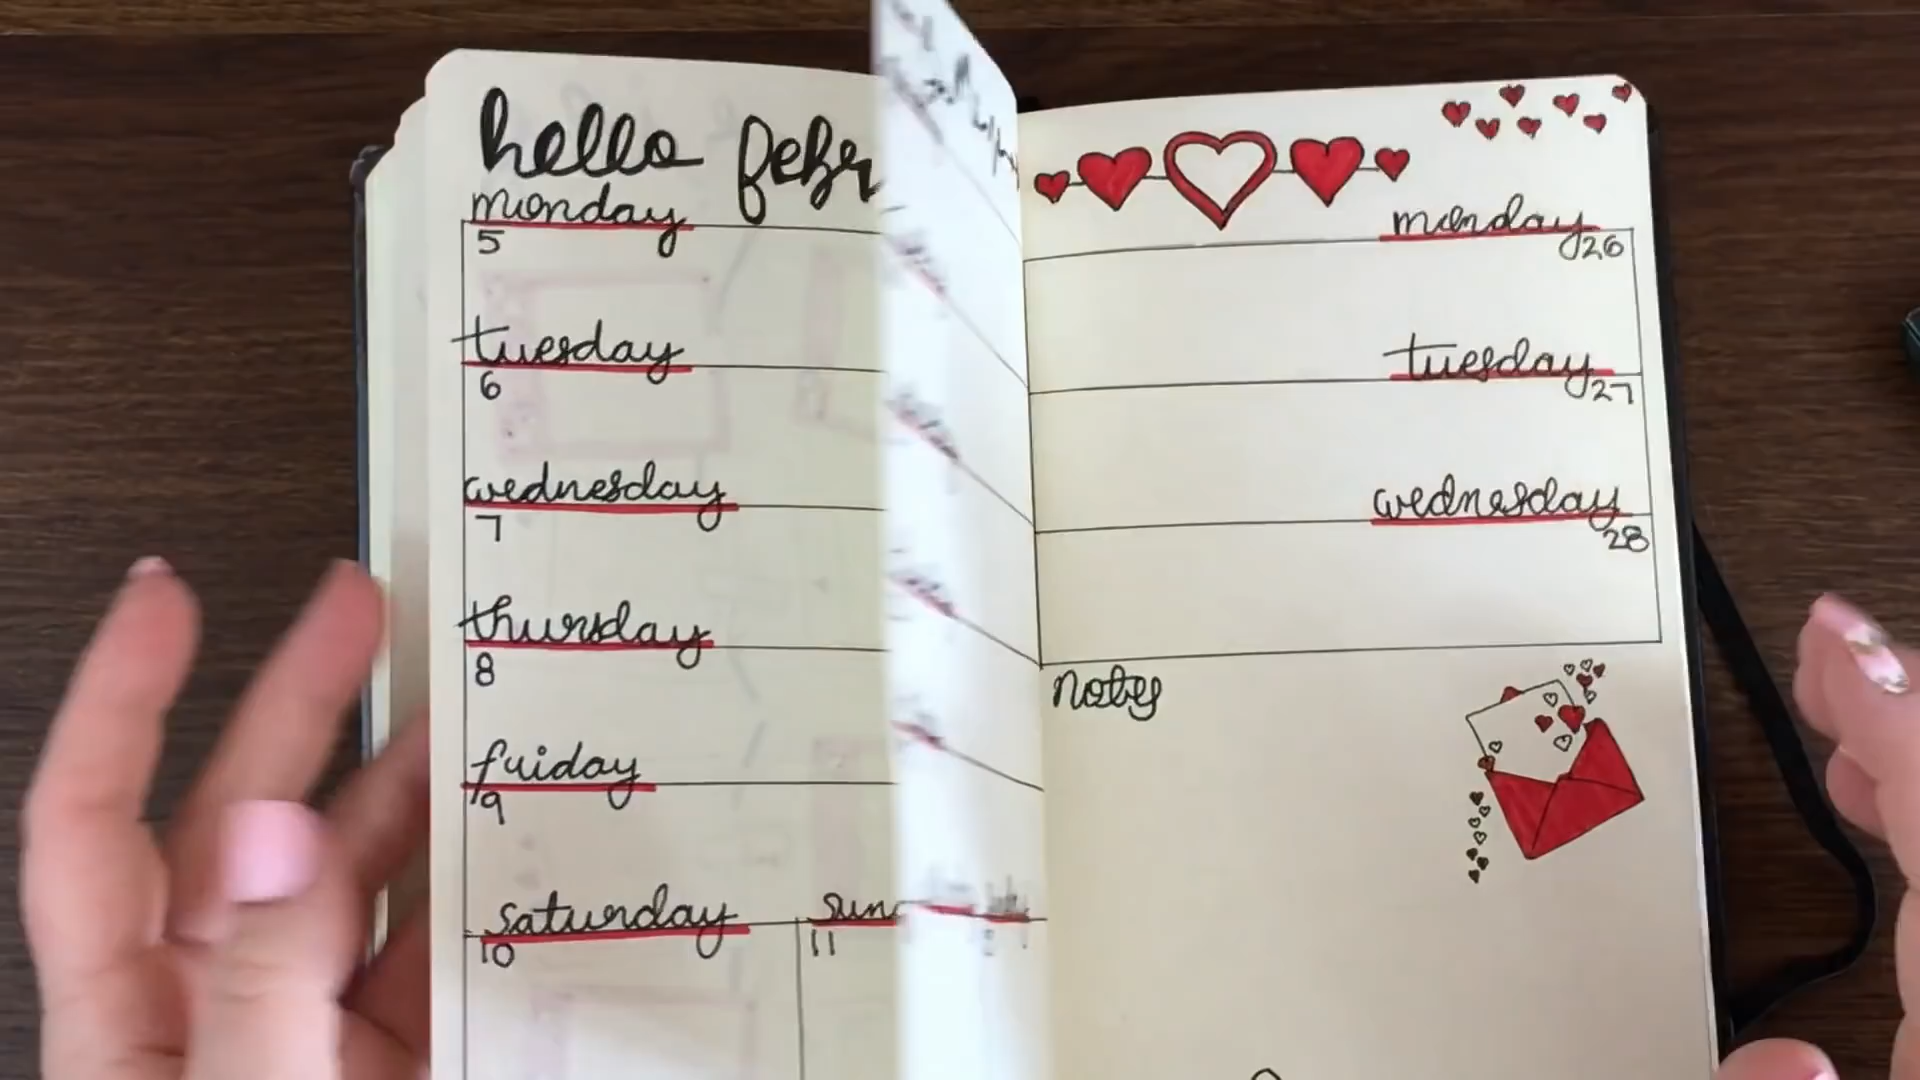 hello febr
monday
5
tuesday
6
wednesday
7
thursday
8
friday
9
saturday
10
sun
11
monday
26
tuesday
27
wednesday
28
notes